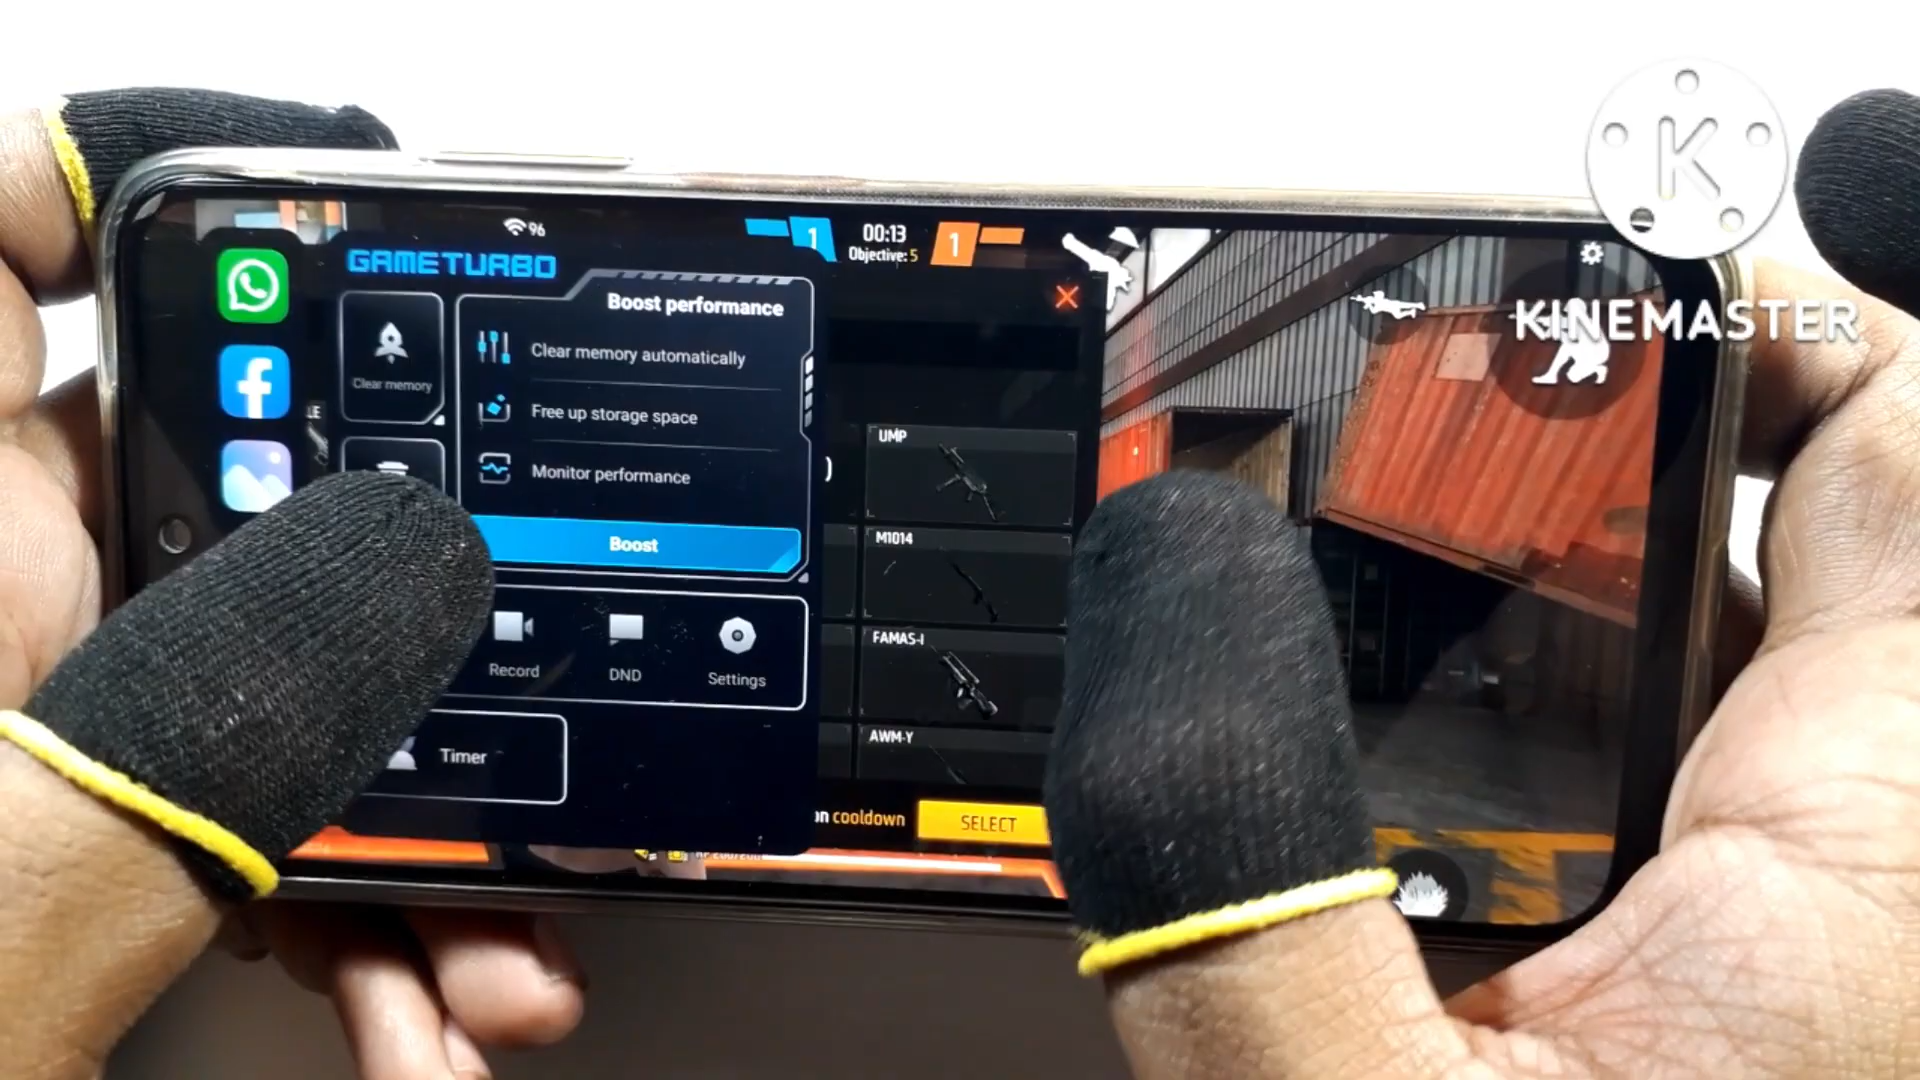 96
1
00:13
Objective: 5
1
GAMETURBO
Boost performance
Clear memory automatically
Free up storage space
Monitor performance
Boost
Clear memory
Record
DND
Settings
Timer
UMP
M1014
FAMAS-I
AWM-Y
cooldown
SELECT
K
KINEMASTER